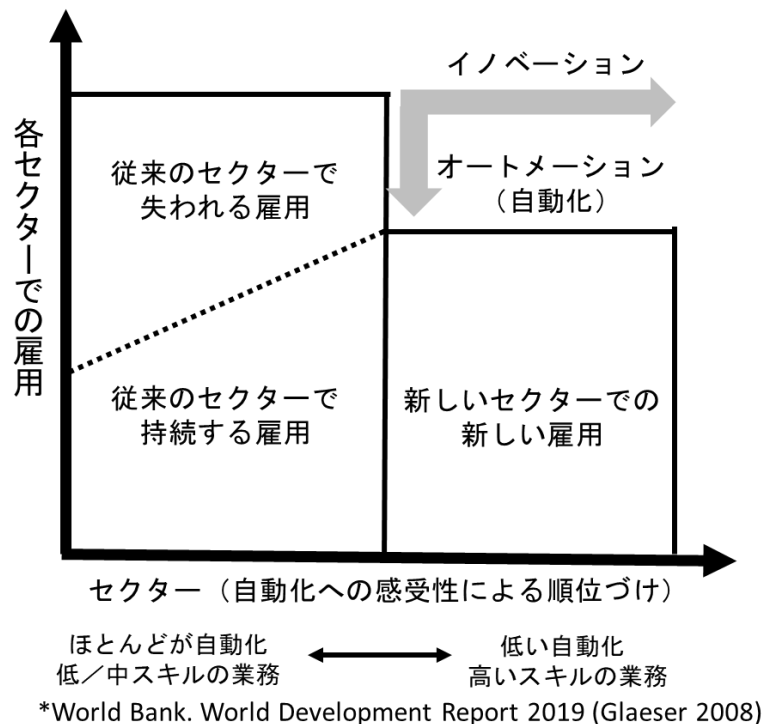 イノベーション
各セクターでの雇用
従来のセクターで
失われる雇用
オートメーション
（自動化）
従来のセクターで
持続する雇用
新しいセクターでの
新しい雇用
セクター（自動化への感受性による順位づけ）
ほとんどが自動化
低／中スキルの業務
低い自動化
高いスキルの業務
*World Bank. World Development Report 2019 (Glaeser 2008)